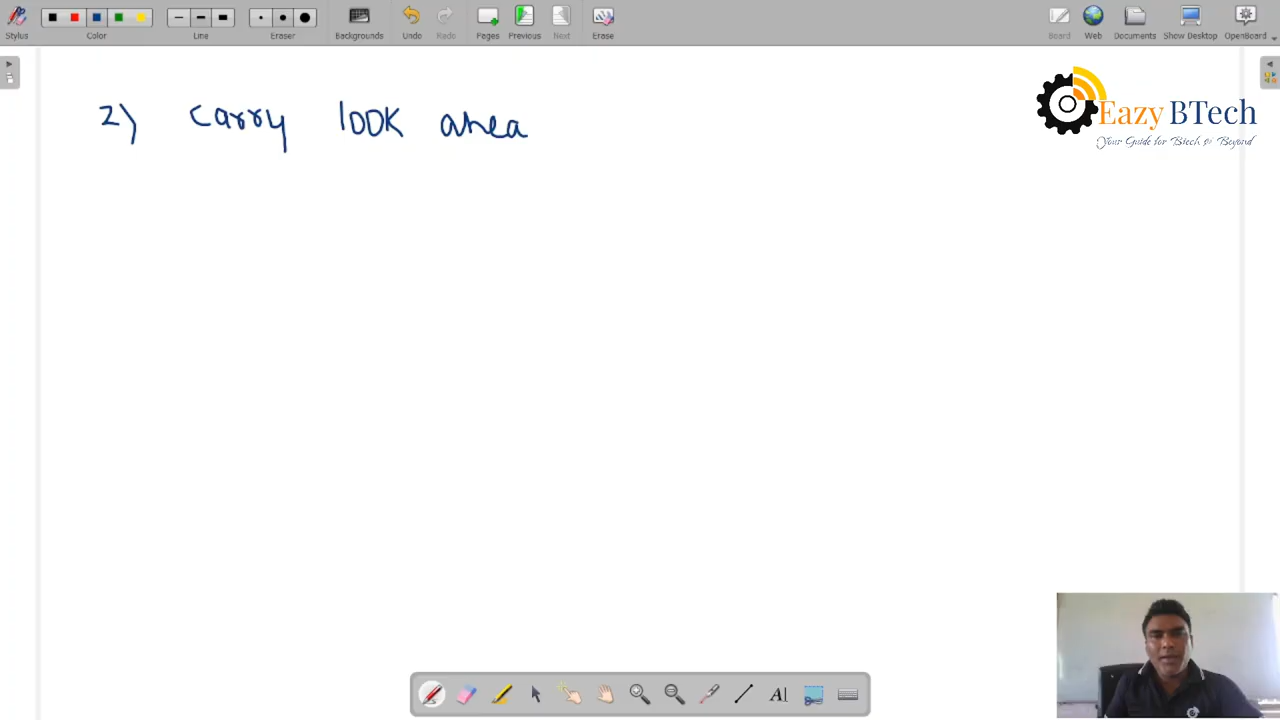 Stylus
Color
Line
Eraser
Backgrounds
Undo
Redo
Pages
Previous
Next
Erase
Board
Web
Documents
Show Desktop
OpenBoard
2) carry look ahea
Eazy BTech
Your Guide for Btech & Beyond
AI